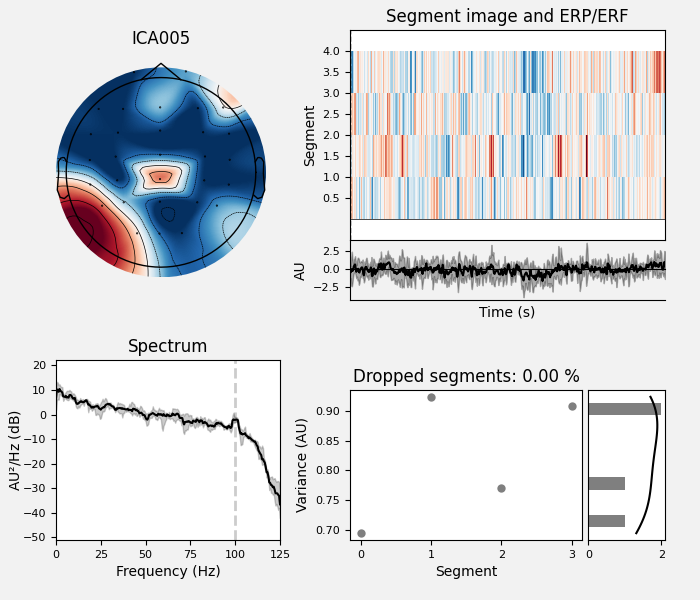 ICA005
Segment image and ERP/ERF
Segment
4.0
3.5
3.0
2.5
2.0
1.5
1.0
0.5
AU
2.5
0.0
−2.5
Time (s)
Spectrum
AU²/Hz (dB)
20
10
0
−10
−20
−30
−40
−50
0 25 50 75 100 125
Frequency (Hz)
Dropped segments: 0.00 %
Variance (AU)
0.90
0.85
0.80
0.75
0.70
0 1 2 3
Segment
0 2